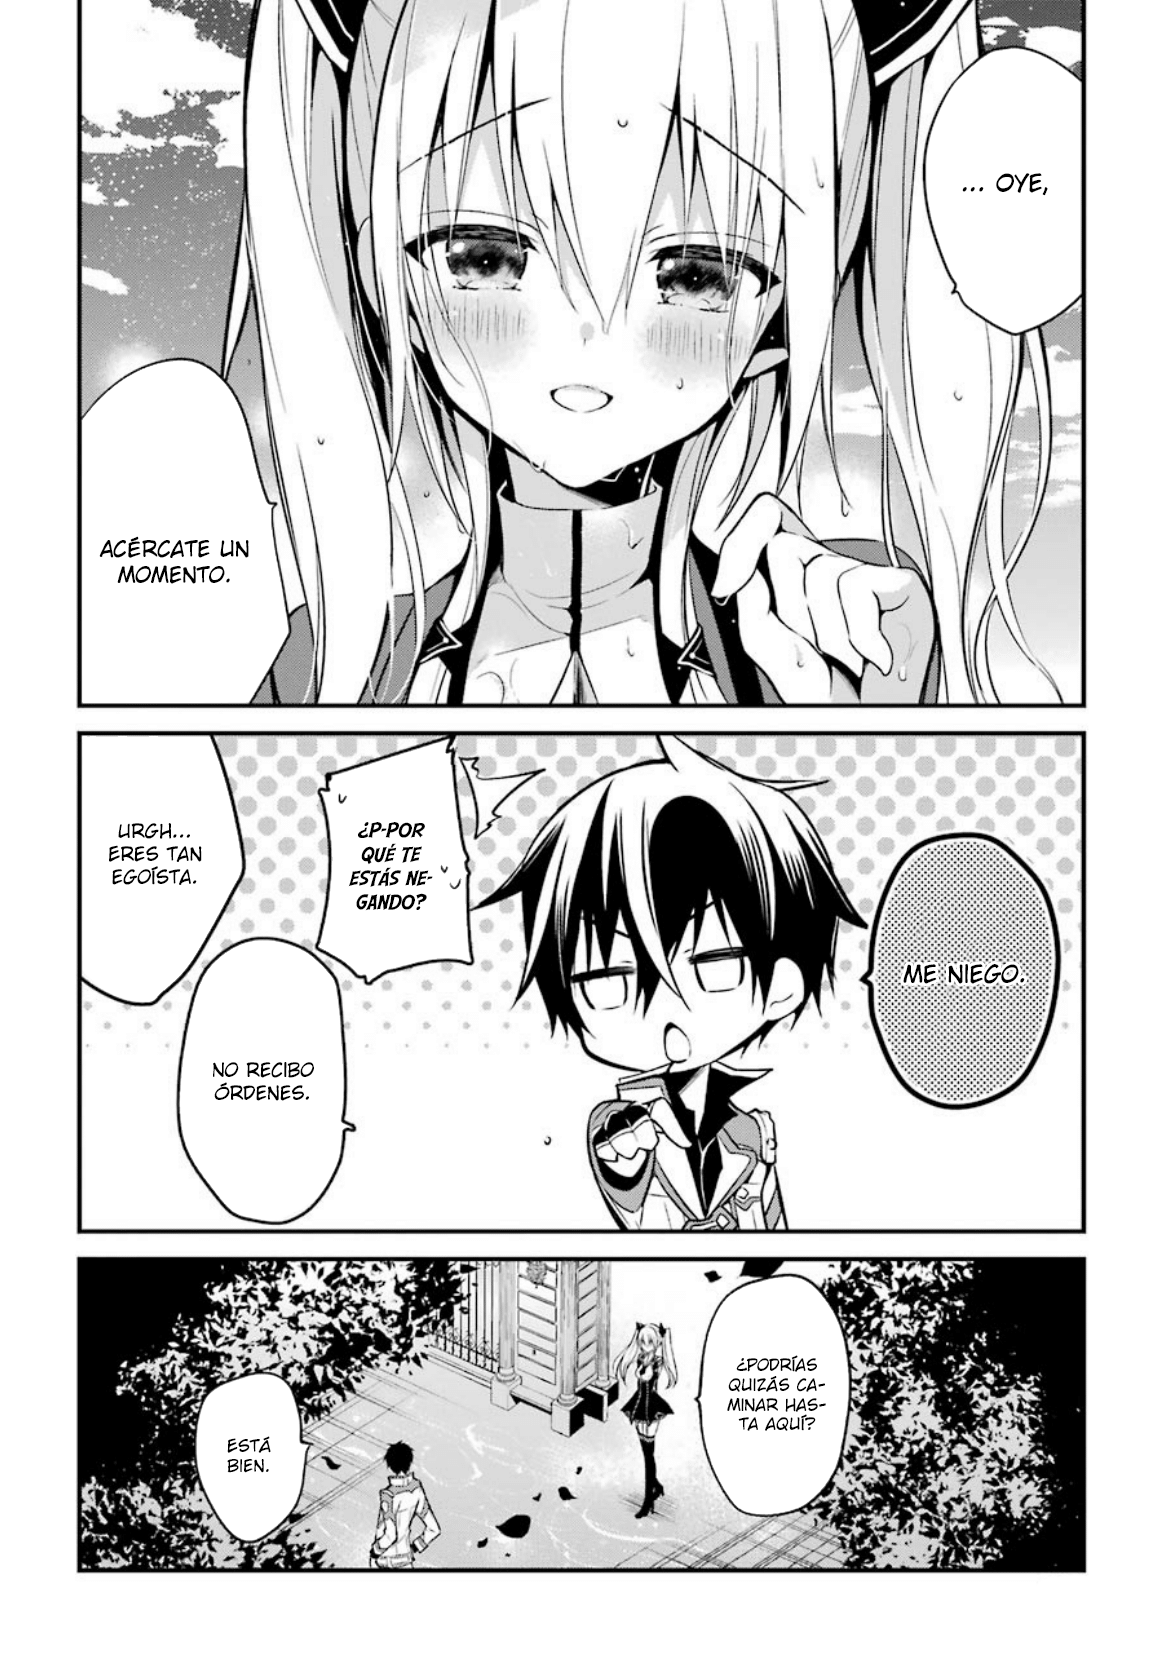 ... OYE,
ACÉRCATE UN
MOMENTO.
ME NIEGO.
¿P-POR
QUÉ TE
ESTÁS NE-
GANDO?
URGH...
ERES TAN
EGOÍSTA.
NO RECIBO
ÓRDENES.
¿PODRÍAS
QUIZÁS CA-
MINAR HAS-
TA AQUÍ?
ESTÁ
BIEN.